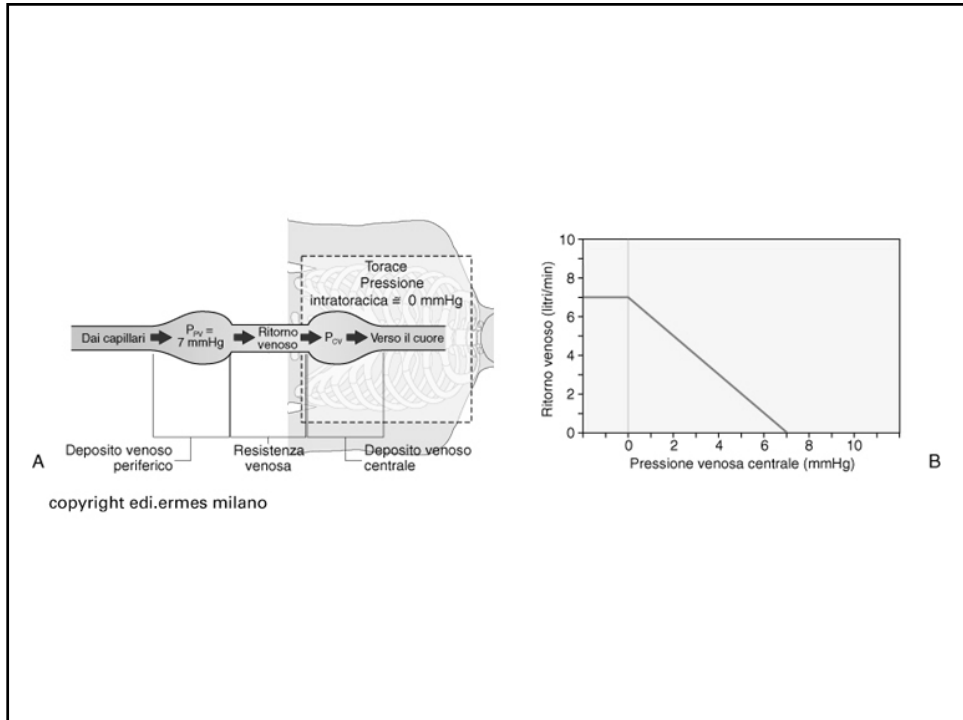 Torace
Pressione
intratoracica ≅ 0 mmHg
Dai capillari
PPV =
7 mmHg
Ritorno
venoso
PCV
Verso il cuore
Deposito venoso
periferico
Resistenza
venosa
Deposito venoso
centrale
A
copyright edi.ermes milano
Ritorno venoso (litri/min)
10
8
6
4
2
0
0 2 4 6 8 10
Pressione venosa centrale (mmHg)
B